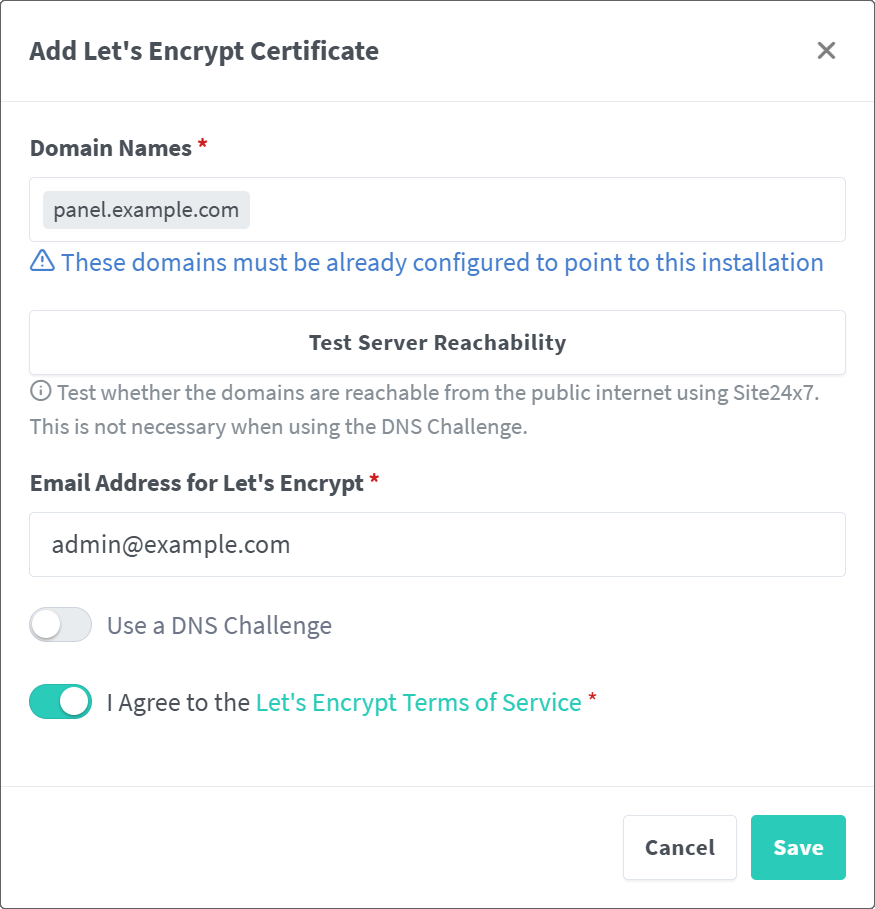 Add Let's Encrypt Certificate
Domain Names *
panel.example.com
These domains must be already configured to point to this installation
Test Server Reachability
Test whether the domains are reachable from the public internet using Site24x7.
This is not necessary when using the DNS Challenge.
Email Address for Let's Encrypt *
admin@example.com
Use a DNS Challenge
I Agree to the Let's Encrypt Terms of Service *
Cancel
Save